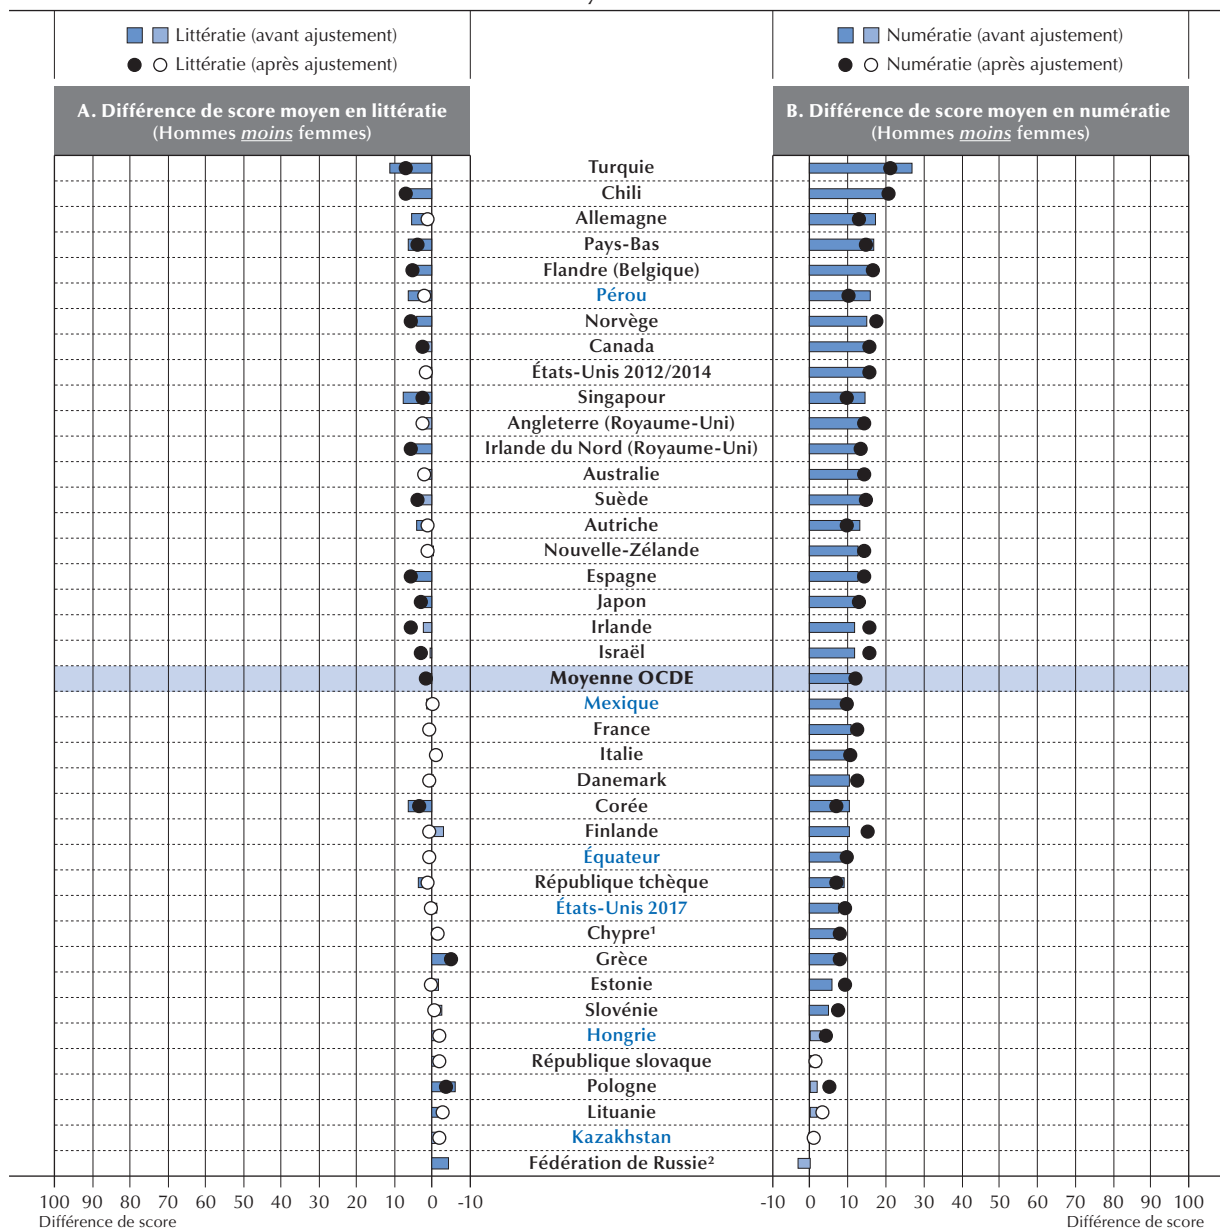 Littératie (avant ajustement)
Littératie (après ajustement)
Numératie (avant ajustement)
Numératie (après ajustement)
A. Différence de score moyen en littératie
(Hommes moins femmes)
B. Différence de score moyen en numératie
(Hommes moins femmes)
Turquie
Chili
Allemagne
Pays-Bas
Flandre (Belgique)
Pérou
Norvège
Canada
États-Unis 2012/2014
Singapour
Angleterre (Royaume-Uni)
Irlande du Nord (Royaume-Uni)
Australie
Suède
Autriche
Nouvelle-Zélande
Espagne
Japon
Irlande
Israël
Moyenne OCDE
Mexique
France
Italie
Danemark
Corée
Finlande
Équateur
République tchèque
États-Unis 2017
Chypre¹
Grèce
Estonie
Slovénie
Hongrie
République slovaque
Pologne
Lituanie
Kazakhstan
Fédération de Russie²
100 90 80 70 60 50 40 30 20 10 0 -10
Différence de score
-10 0 10 20 30 40 50 60 70 80 90 100
Différence de score